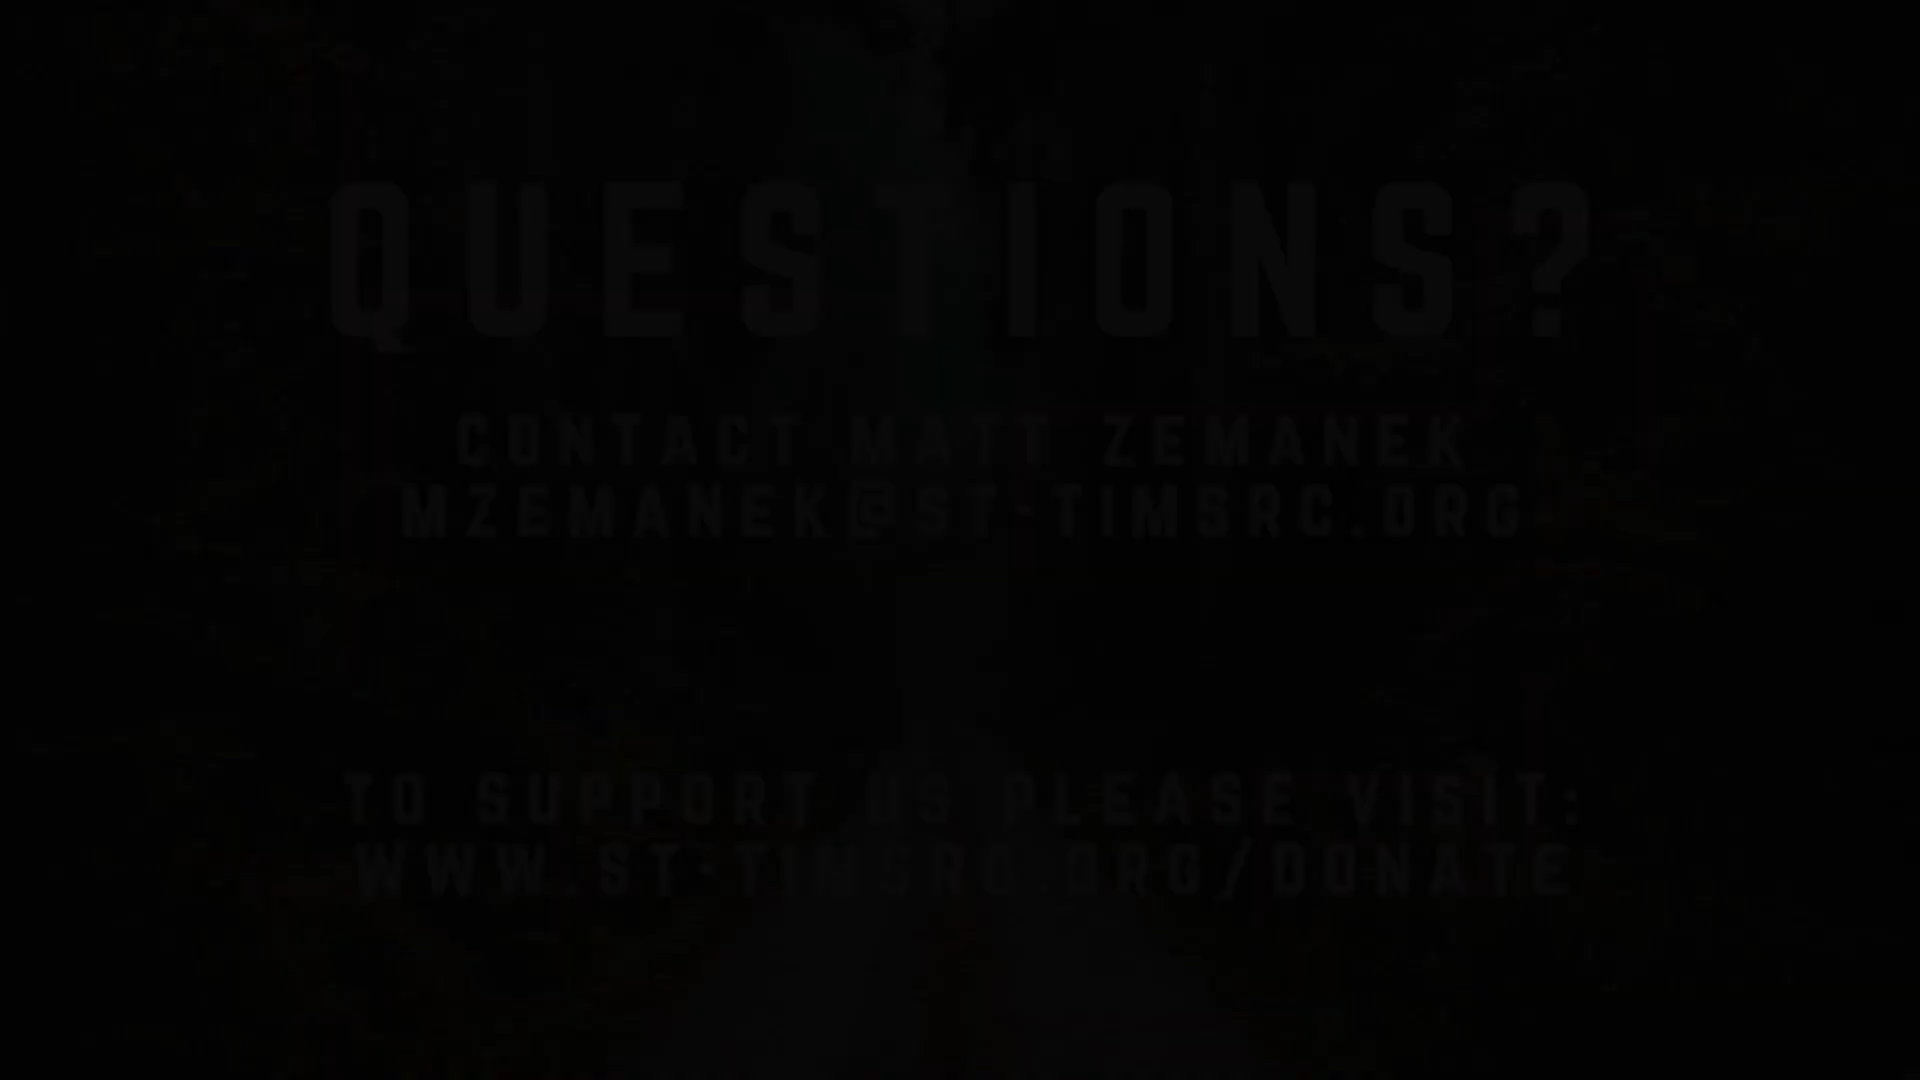 QUESTIONS?
CONTACT MATT ZEMANEK
MZEMANEK@ST-TIMSRC.ORG
TO SUPPORT US PLEASE VISIT:
WWW.ST-TIMSRC.ORG/DONATE